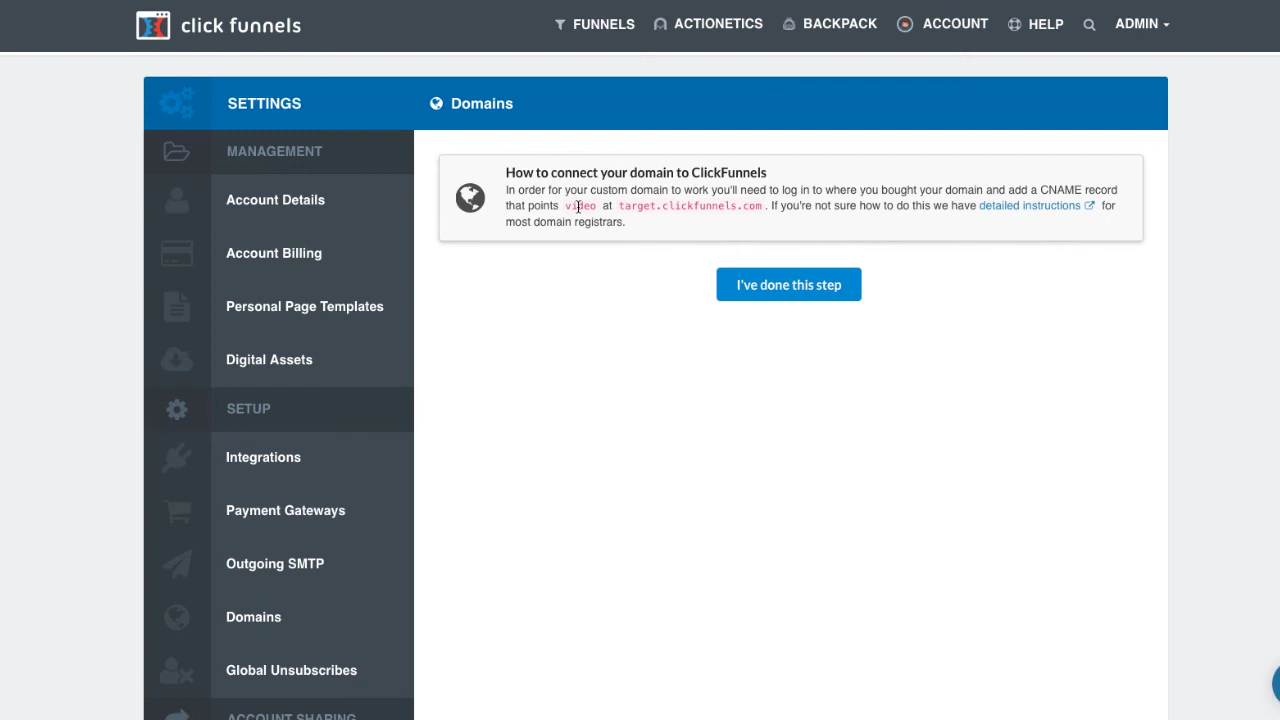 click funnels
FUNNELS
ACTIONETICS
BACKPACK
ACCOUNT
HELP
ADMIN
SETTINGS
Domains
MANAGEMENT
Account Details
Account Billing
Personal Page Templates
Digital Assets
SETUP
Integrations
Payment Gateways
Outgoing SMTP
Domains
Global Unsubscribes
ACCOUNT SHARING
How to connect your domain to ClickFunnels
In order for your custom domain to work you'll need to log in to where you bought your domain and add a CNAME record
that points video at target.clickfunnels.com. If you're not sure how to do this we have detailed instructions for
most domain registrars.
I've done this step